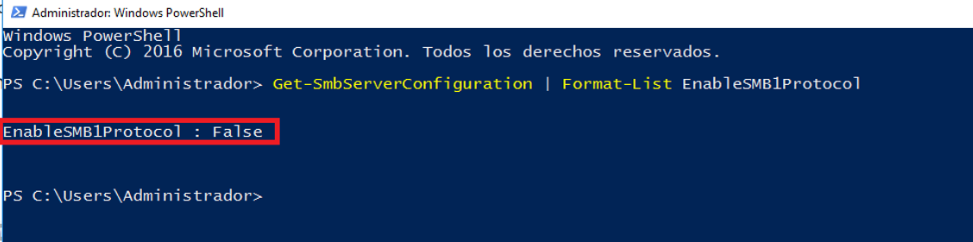 Administrador: Windows PowerShell
Windows PowerShell
Copyright (C) 2016 Microsoft Corporation. Todos los derechos reservados.
PS C:\Users\Administrador> Get-SmbServerConfiguration | Format-List EnableSMB1Protocol
EnableSMB1Protocol : False
PS C:\Users\Administrador>